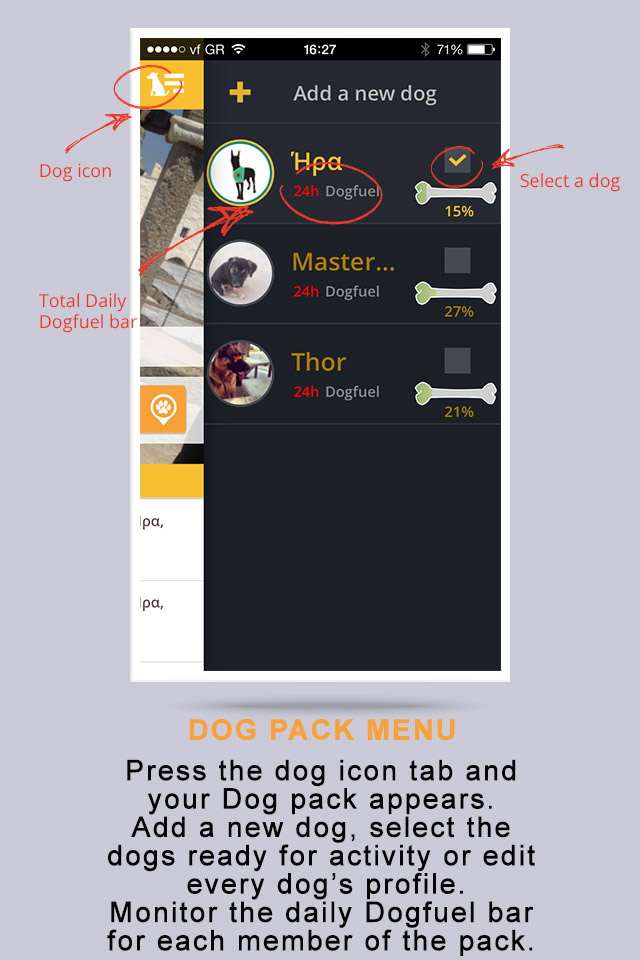 vf GR 16:27 71%
Add a new dog
Dog icon
Ήρα
24h Dogfuel
15%
Select a dog
Total Daily
Dogfuel bar
Master...
24h Dogfuel
27%
Thor
24h Dogfuel
21%
ρα,
ρα,
DOG PACK MENU
Press the dog icon tab and
your Dog pack appears.
Add a new dog, select the
dogs ready for activity or edit
every dog’s profile.
Monitor the daily Dogfuel bar
for each member of the pack.